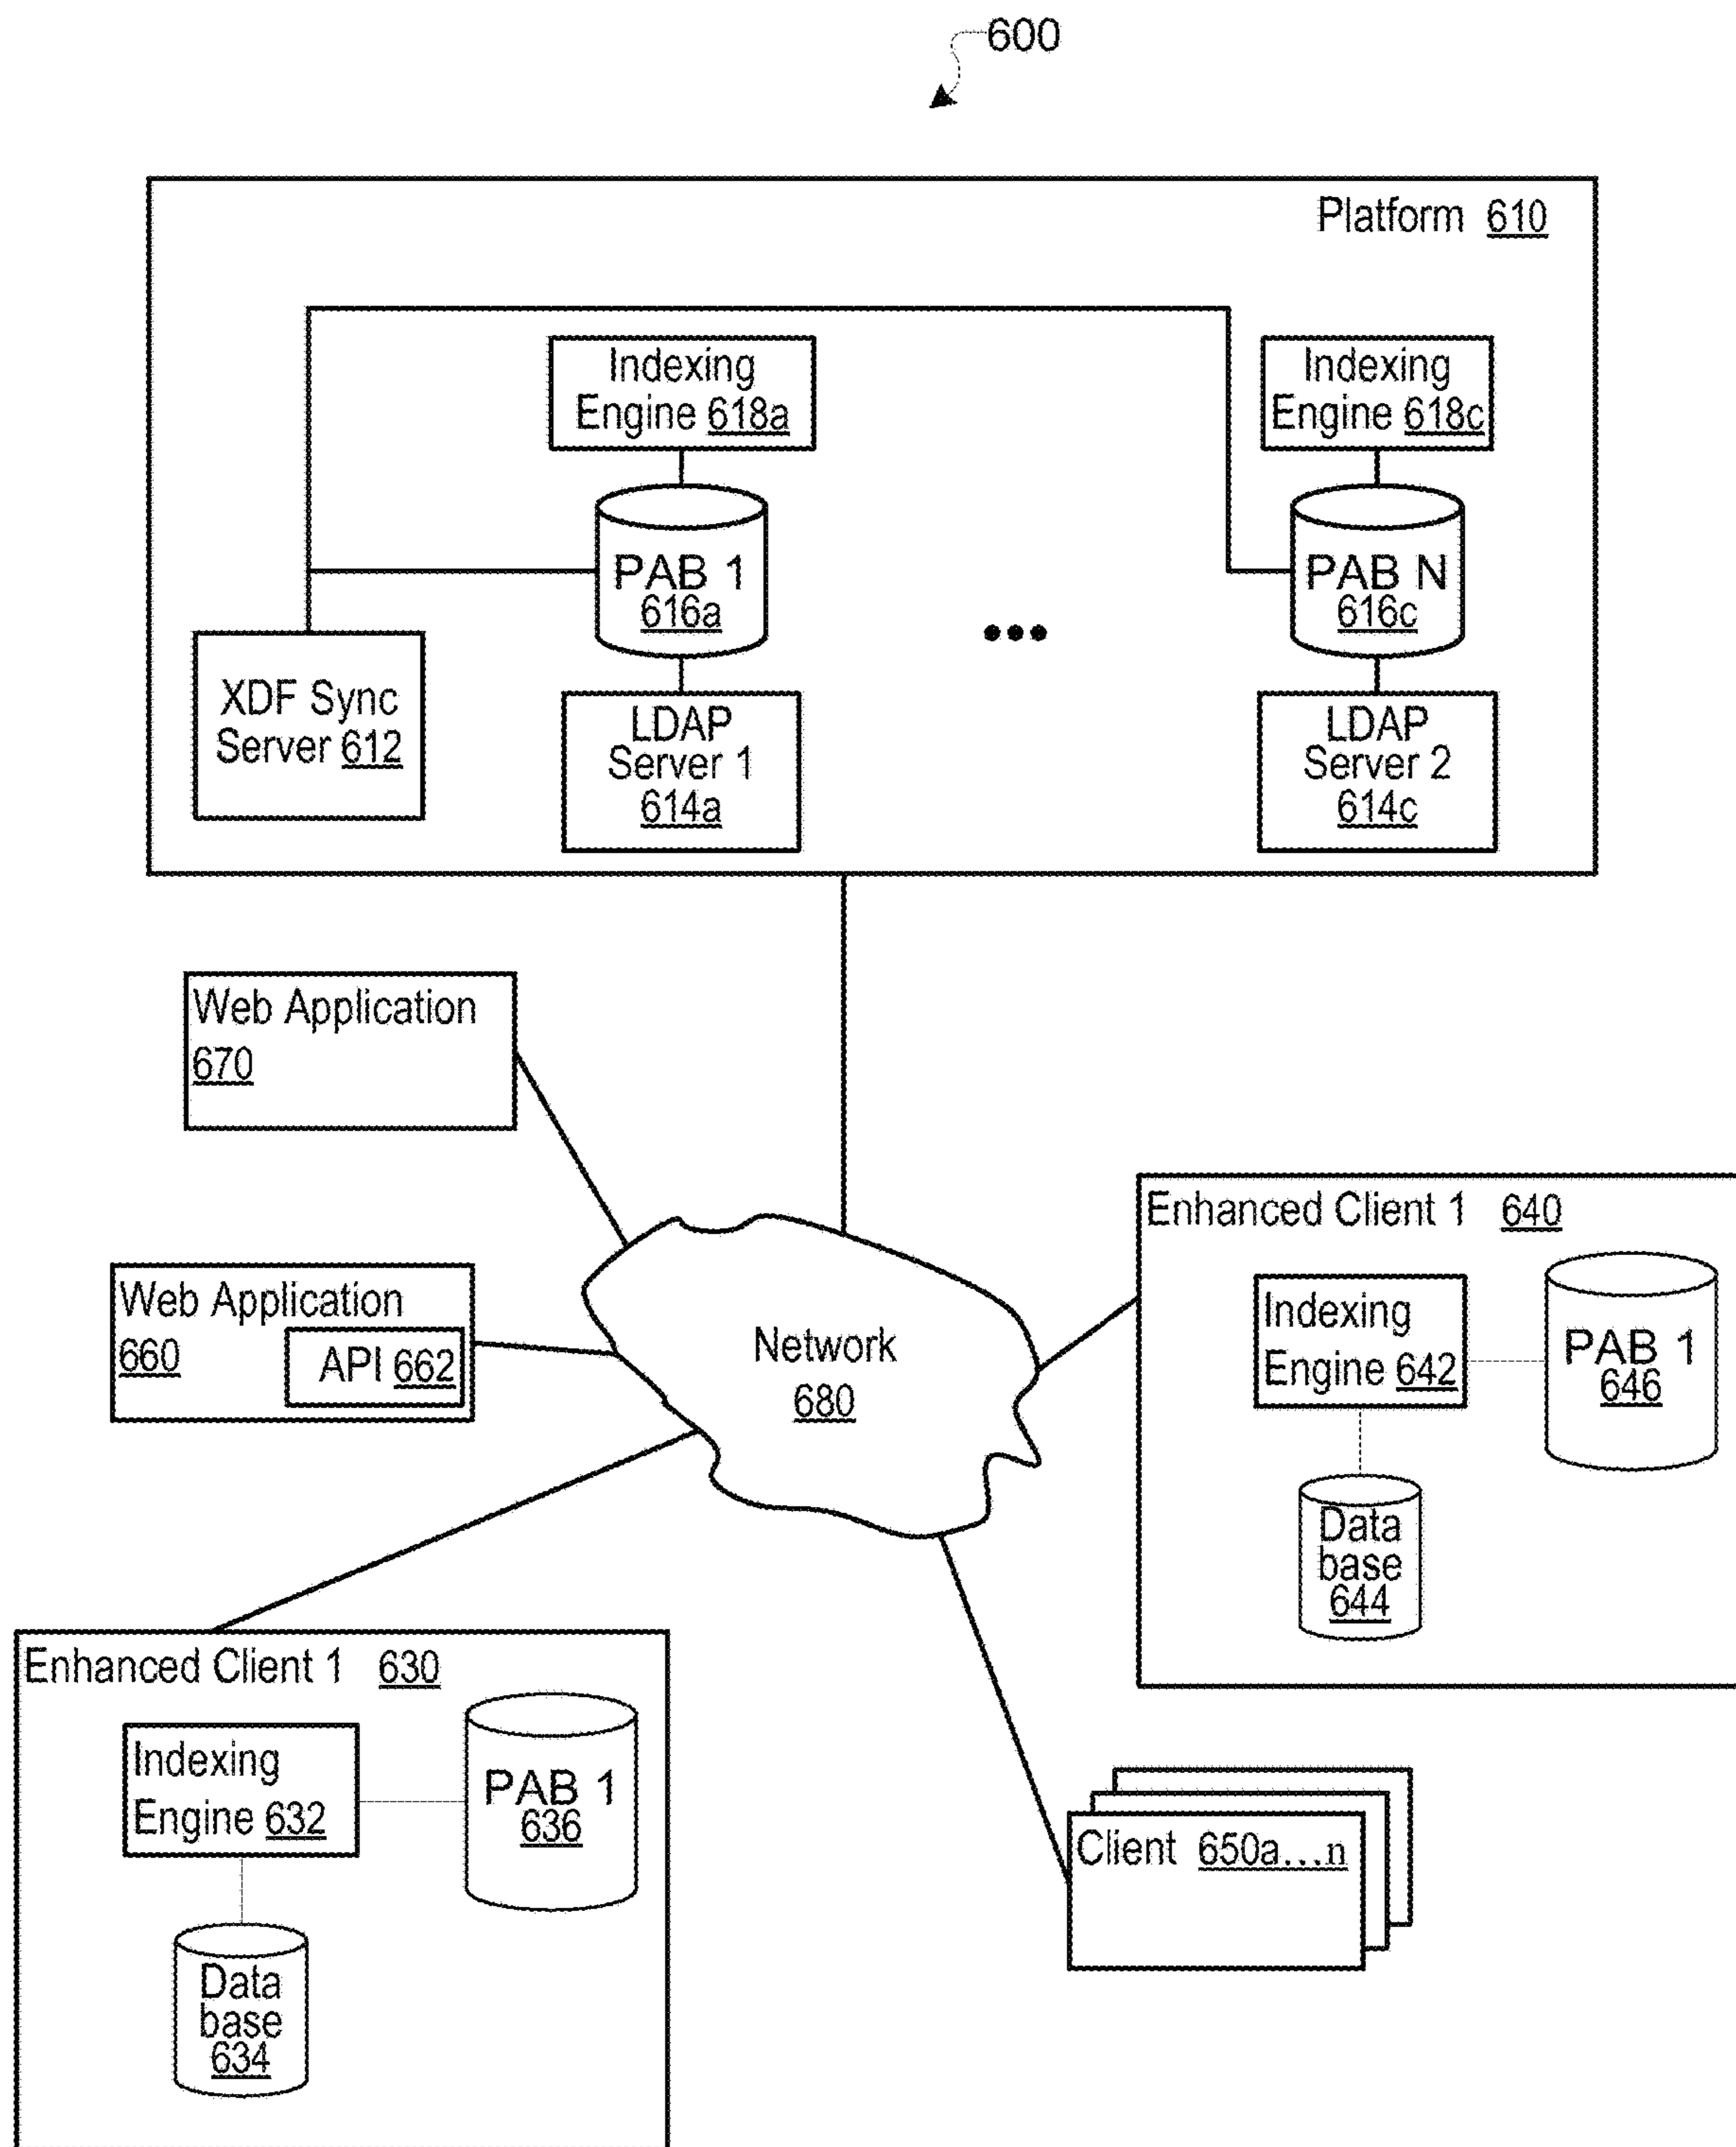 600
Platform 610
Indexing
Engine 618a
Indexing
Engine 618c
PAB 1
616a
PAB N
616c
XDF Sync
Server 612
LDAP
Server 1
614a
LDAP
Server 2
614c
Web Application
670
Enhanced Client 1 640
Web Application
660
API 662
Network
680
Indexing
Engine 642
PAB 1
646
Data
base
644
Enhanced Client 1 630
Indexing
Engine 632
PAB 1
636
Client 650a...n
Data
base
634